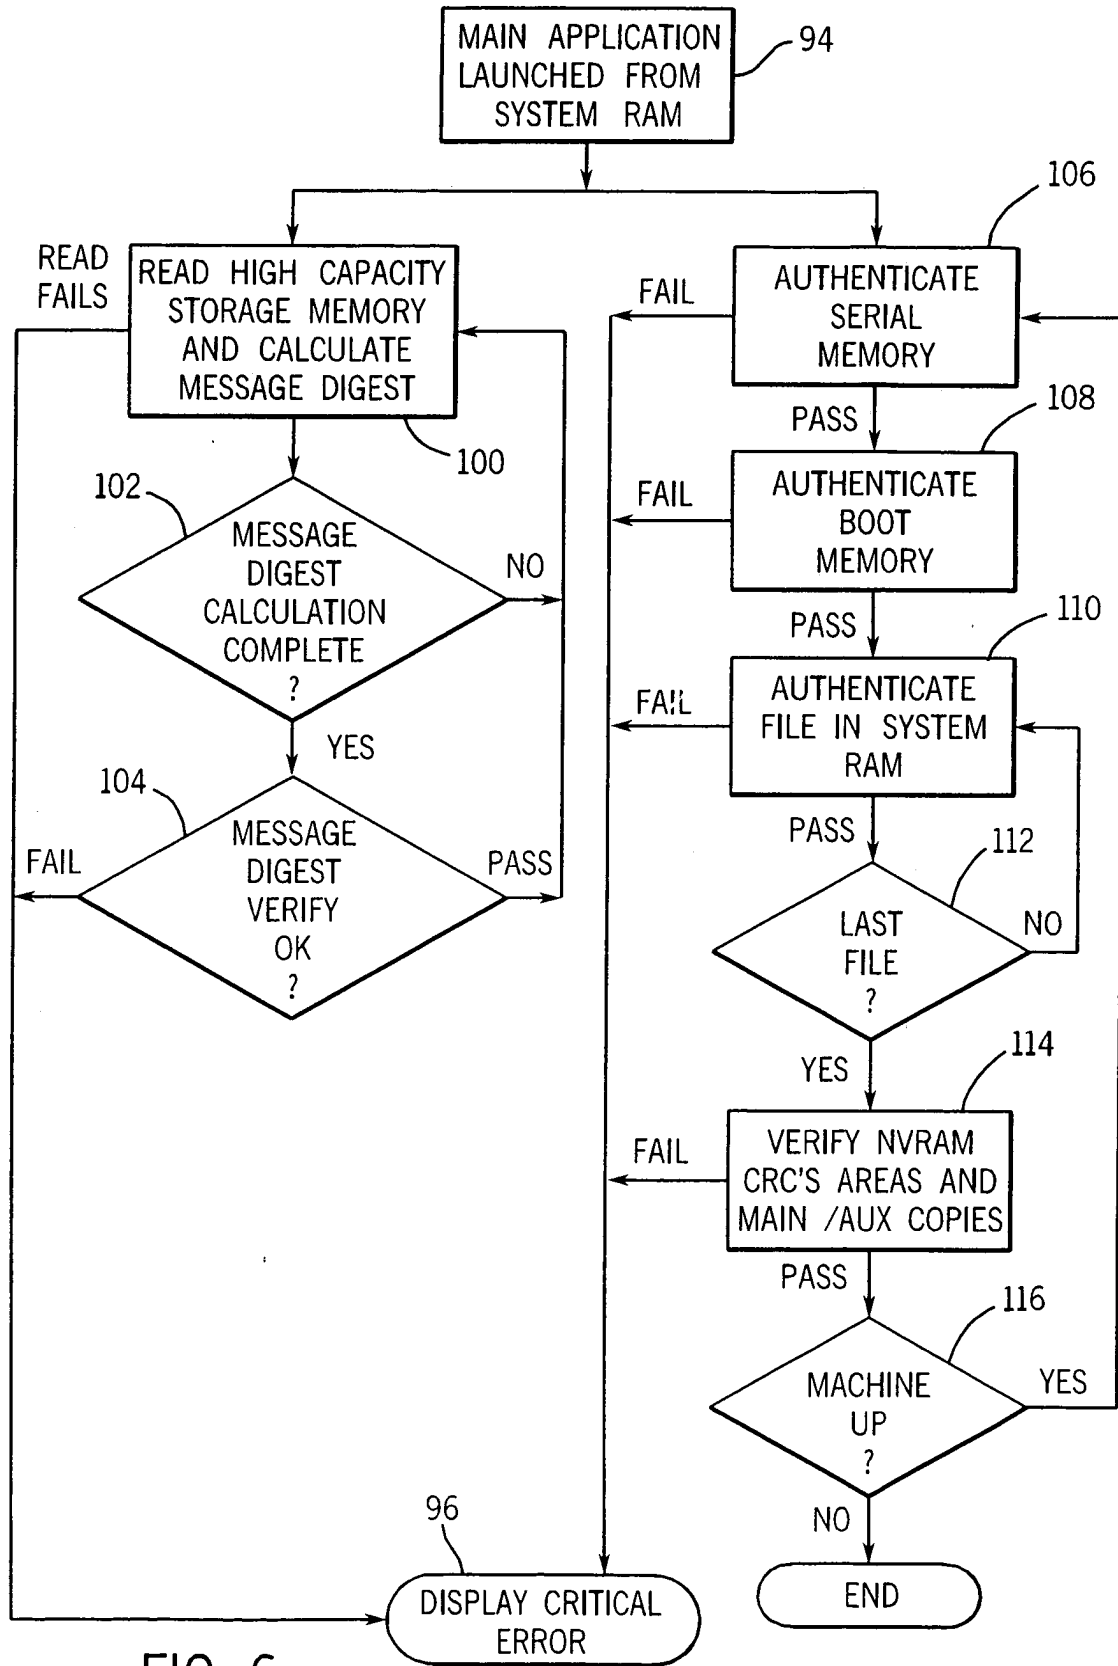 MAIN APPLICATION
LAUNCHED FROM
SYSTEM RAM
94
READ
FAILS
READ HIGH CAPACITY
STORAGE MEMORY
AND CALCULATE
MESSAGE DIGEST
100
102
MESSAGE
DIGEST
CALCULATION
COMPLETE
?
NO
YES
104
MESSAGE
DIGEST
VERIFY
OK
?
FAIL
PASS
106
AUTHENTICATE
SERIAL
MEMORY
FAIL
PASS
108
AUTHENTICATE
BOOT
MEMORY
FAIL
PASS
110
AUTHENTICATE
FILE IN SYSTEM
RAM
FAIL
PASS
112
LAST
FILE
?
NO
YES
114
VERIFY NVRAM
CRC'S AREAS AND
MAIN /AUX COPIES
FAIL
PASS
116
MACHINE
UP
?
YES
NO
END
96
DISPLAY CRITICAL
ERROR
FIG. 6